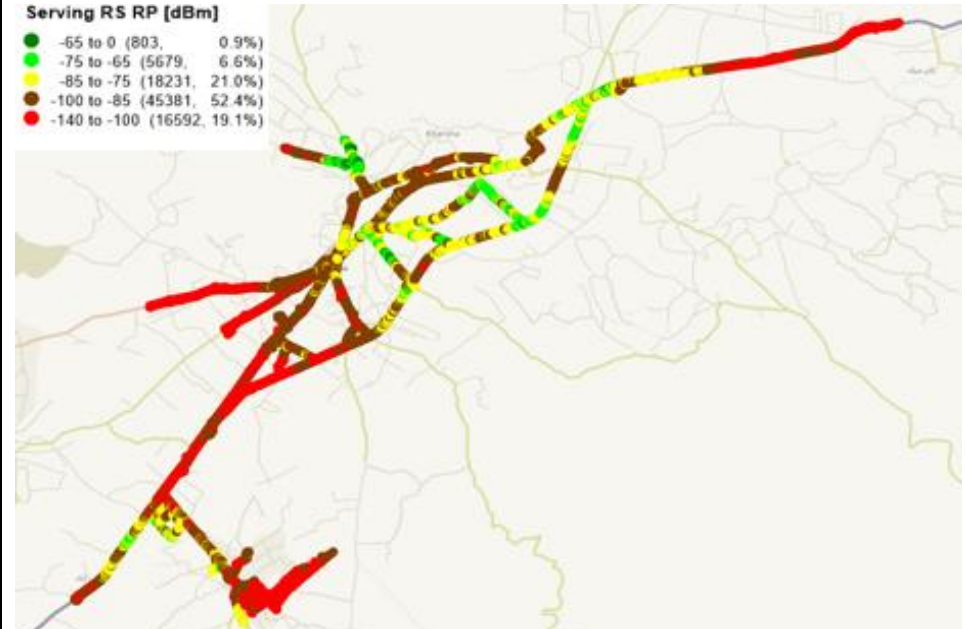 Serving RS RP [dBm]
-65 to 0 (803, 0.9%)
-75 to -65 (5679, 6.6%)
-85 to -75 (18231, 21.0%)
-100 to -85 (45381, 52.4%)
-140 to -100 (16592, 19.1%)